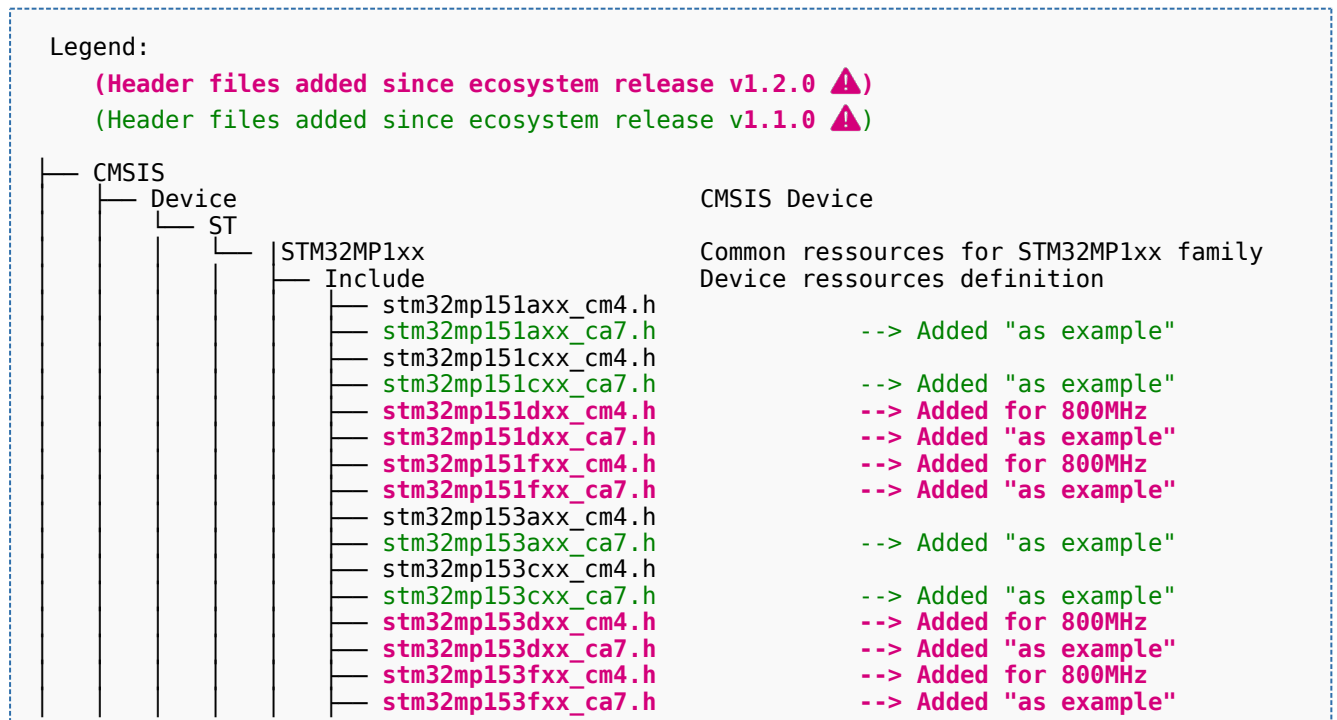 Legend:
(Header files added since ecosystem release v1.2.0 ⚠)
(Header files added since ecosystem release v1.1.0 ⚠)
├── CMSIS
│   ├── Device                                CMSIS Device
│   │   └── ST
│   │   │   └── |STM32MP1xx                   Common ressources for STM32MP1xx family
│   │   │   │   ├── Include                   Device ressources definition
│   │   │   │   │   ├── stm32mp151axx_cm4.h
│   │   │   │   │   ├── stm32mp151axx_ca7.h              --> Added "as example"
│   │   │   │   │   ├── stm32mp151cxx_cm4.h
│   │   │   │   │   ├── stm32mp151cxx_ca7.h              --> Added "as example"
│   │   │   │   │   ├── stm32mp151dxx_cm4.h              --> Added for 800MHz
│   │   │   │   │   ├── stm32mp151dxx_ca7.h              --> Added "as example"
│   │   │   │   │   ├── stm32mp151fxx_cm4.h              --> Added for 800MHz
│   │   │   │   │   ├── stm32mp151fxx_ca7.h              --> Added "as example"
│   │   │   │   │   ├── stm32mp153axx_cm4.h
│   │   │   │   │   ├── stm32mp153axx_ca7.h              --> Added "as example"
│   │   │   │   │   ├── stm32mp153cxx_cm4.h
│   │   │   │   │   ├── stm32mp153cxx_ca7.h              --> Added "as example"
│   │   │   │   │   ├── stm32mp153dxx_cm4.h              --> Added for 800MHz
│   │   │   │   │   ├── stm32mp153dxx_ca7.h              --> Added "as example"
│   │   │   │   │   ├── stm32mp153fxx_cm4.h              --> Added for 800MHz
│   │   │   │   │   ├── stm32mp153fxx_ca7.h              --> Added "as example"